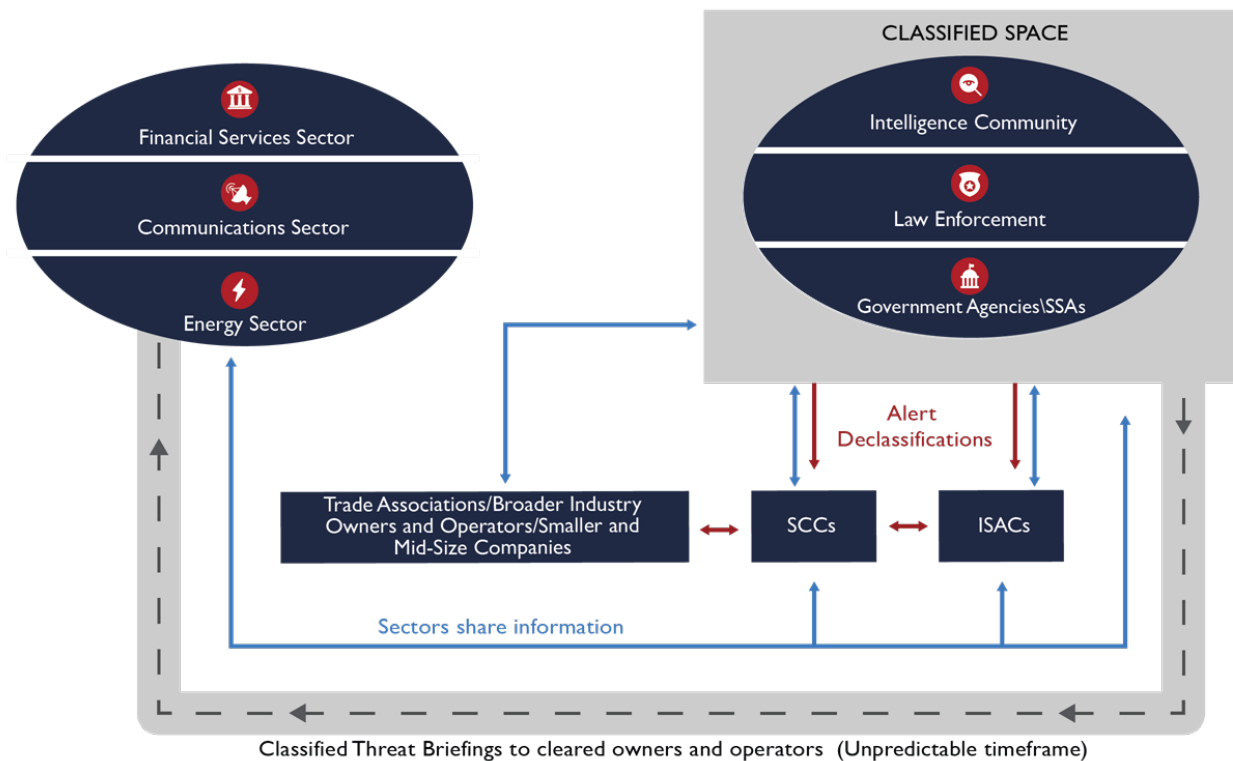 CLASSIFIED SPACE
Financial Services Sector
Communications Sector
Energy Sector
Intelligence Community
Law Enforcement
Government Agencies\SSAs
Alert
Declassifications
Trade Associations/Broader Industry
Owners and Operators/Smaller and
Mid-Size Companies
SCCs
ISACs
Sectors share information
Classified Threat Briefings to cleared owners and operators (Unpredictable timeframe)